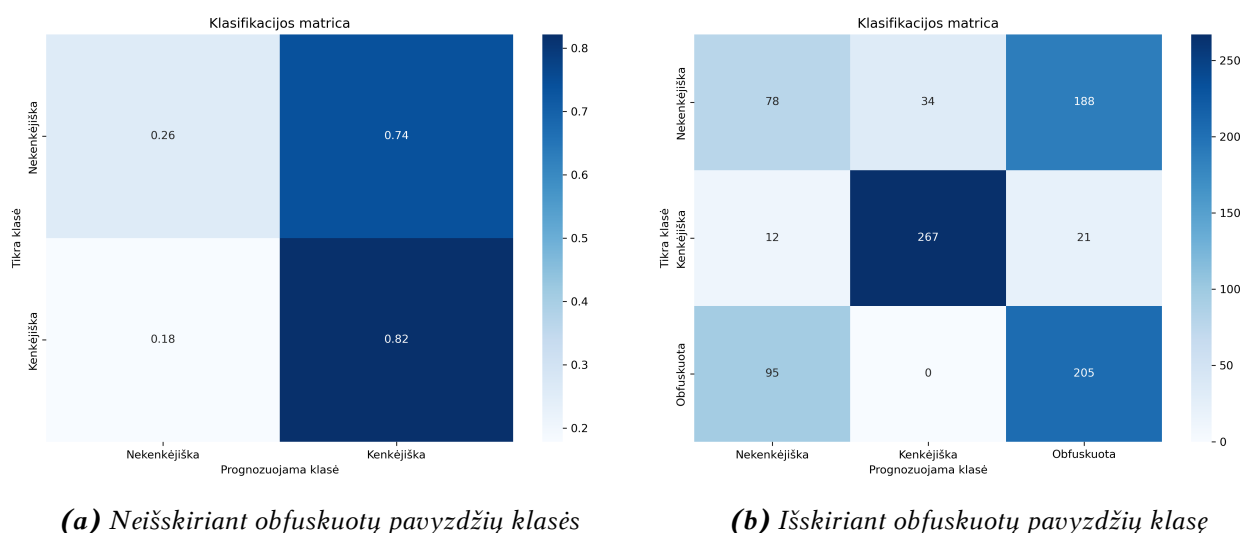 Klasifikacijos matrica
Nekenkėjiška
Kenkėjiška
Tikra klasė
0.26
0.74
0.18
0.82
Nekenkėjiška
Kenkėjiška
Prognozuojama klasė
0.8
0.7
0.6
0.5
0.4
0.3
0.2
(a) Neišskiriant obfuskuotų pavyzdžių klasės
Klasifikacijos matrica
Nekenkėjiška
Kenkėjiška
Obfuskuota
Tikra klasė
78
34
188
12
267
21
95
0
205
Nekenkėjiška
Kenkėjiška
Obfuskuota
Prognozuojama klasė
250
200
150
100
50
0
(b) Išskiriant obfuskuotų pavyzdžių klasę